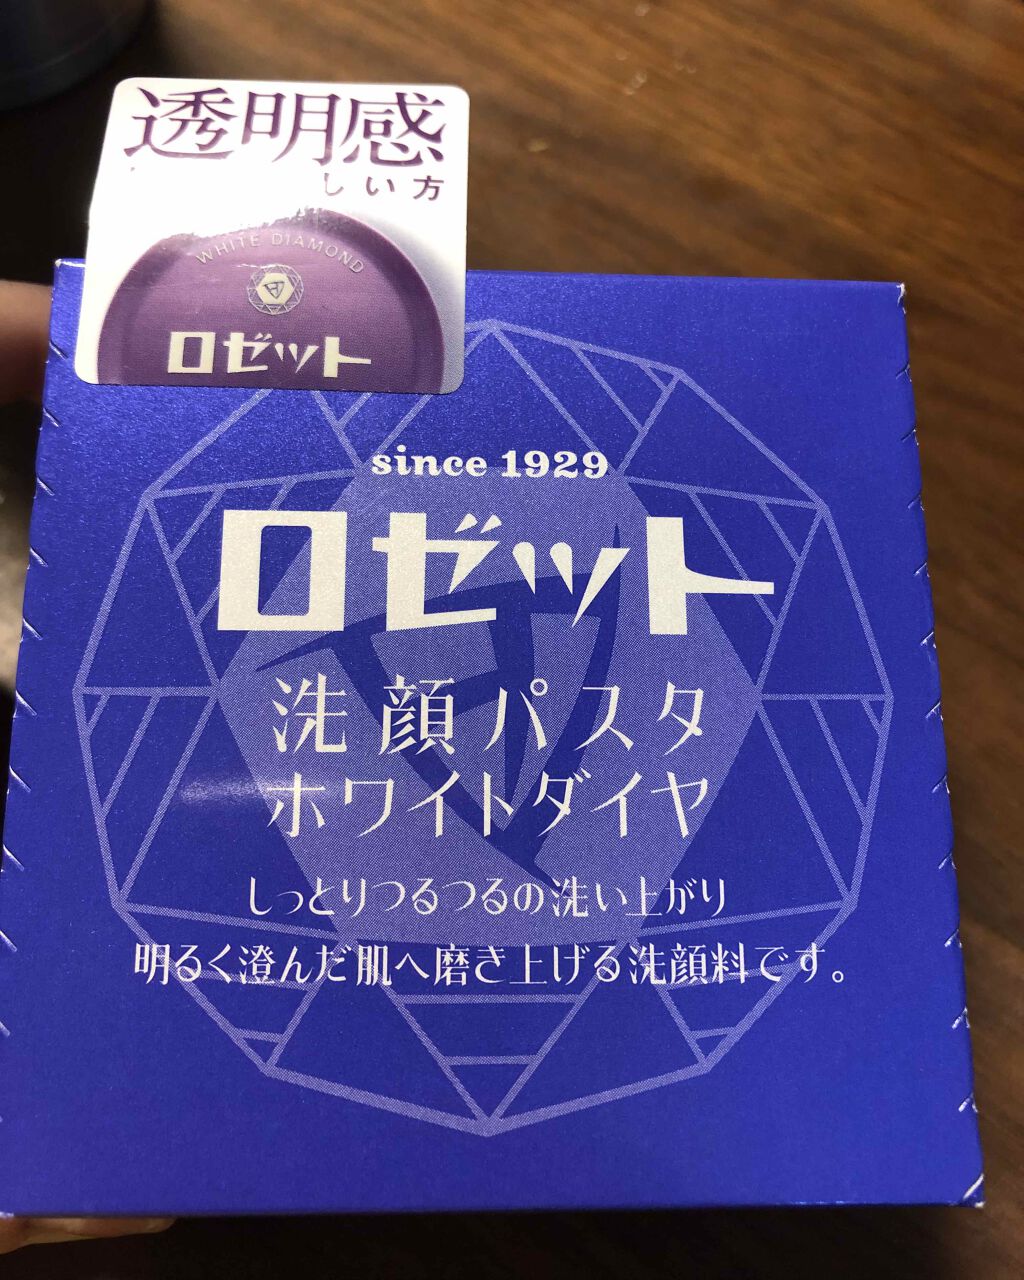 透明感
しい方
WHITE DIAMOND
ロゼット
since 1929
ロゼット
洗顔パスタ
ホワイトダイヤ
しっとりつるつるの洗い上がり
明るく澄んだ肌へ磨き上げる洗顔料です。